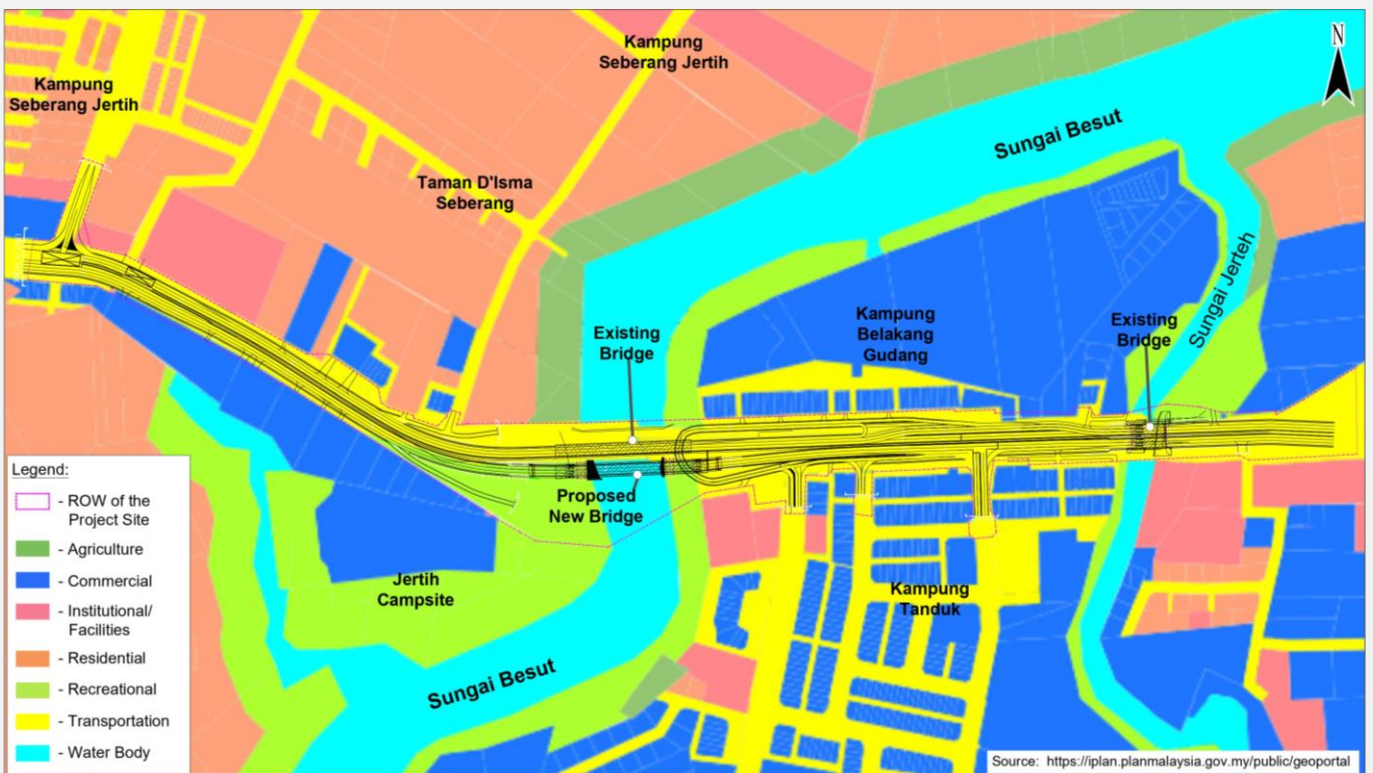 Kampung
Seberang Jertih
Kampung
Seberang Jertih
N
Sungai Besut
Taman D'Isma
Seberang
Sungai Jerteh
Existing
Bridge
Kampung
Belakang
Gudang
Existing
Bridge
Proposed
New Bridge
Jertih
Campsite
Kampung
Tanduk
Sungai Besut
Legend:
- ROW of the
Project Site
- Agriculture
- Commercial
- Institutional/
Facilities
- Residential
- Recreational
- Transportation
- Water Body
Source: https://iplan.planmalaysia.gov.my/public/geoportal